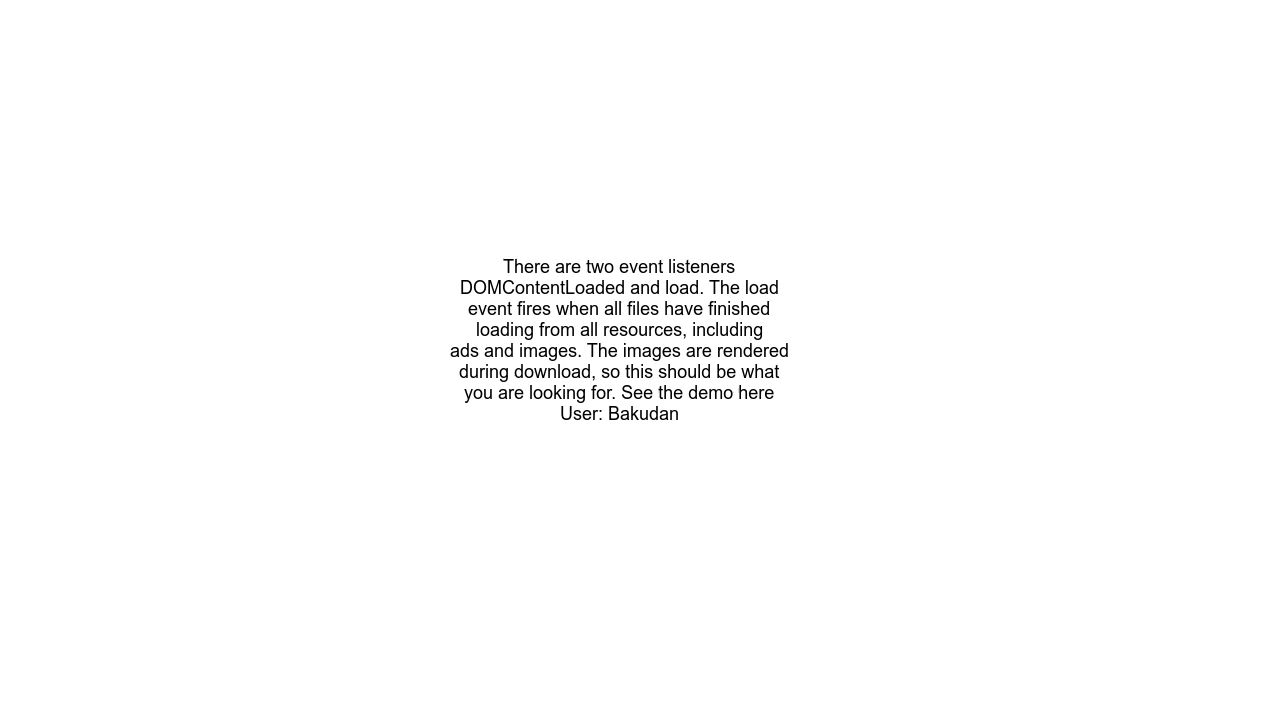 There are two event listeners
DOMContentLoaded and load. The load
event fires when all files have finished
loading from all resources, including
ads and images. The images are rendered
during download, so this should be what
you are looking for. See the demo here
User: Bakudan